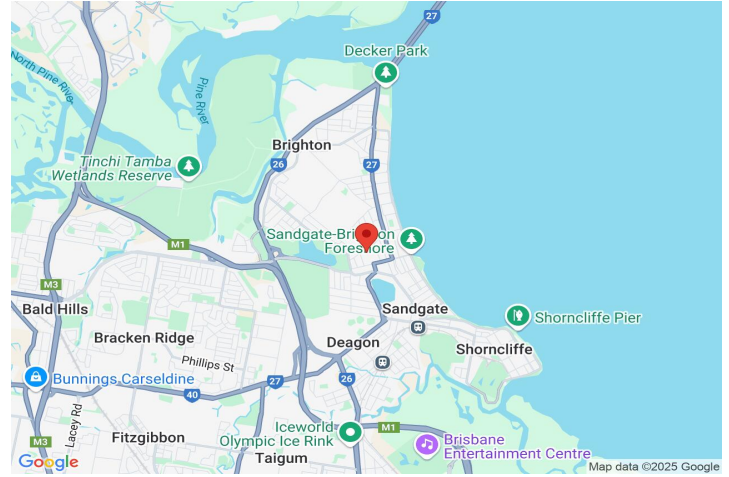 27
Decker Park
North Pine River
Pine River
Brighton
Tinchi Tamba
Wetlands Reserve
26
27
Sandgate-Bri on
Foreshore
M1
M3
Bald Hills
Sandgate
Shorncliffe Pier
Bracken Ridge
Deagon
Shorncliffe
Phillips St
Bunnings Carseldine
27
26
40
Lacey Rd
Iceworld
Olympic Ice Rink
M1
M3
Fitzgibbon
Brisbane
Entertainment Centre
Taigum
Google
Map data ©2025 Google